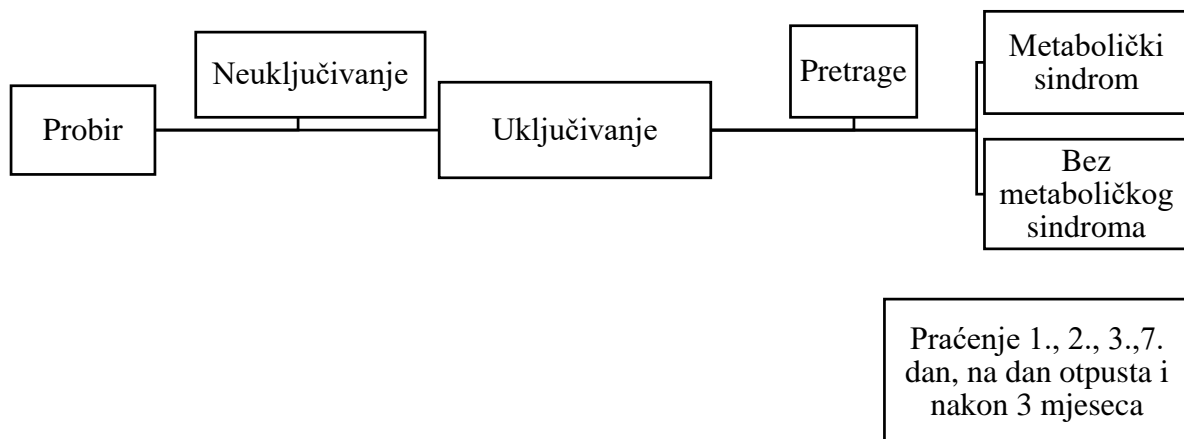 Probir
Neuključivanje
Uključivanje
Pretrage
Metabolički
sindrom
Bez
metaboličkog
sindroma
Praćenje 1., 2., 3.,7.
dan, na dan otpusta i
nakon 3 mjeseca